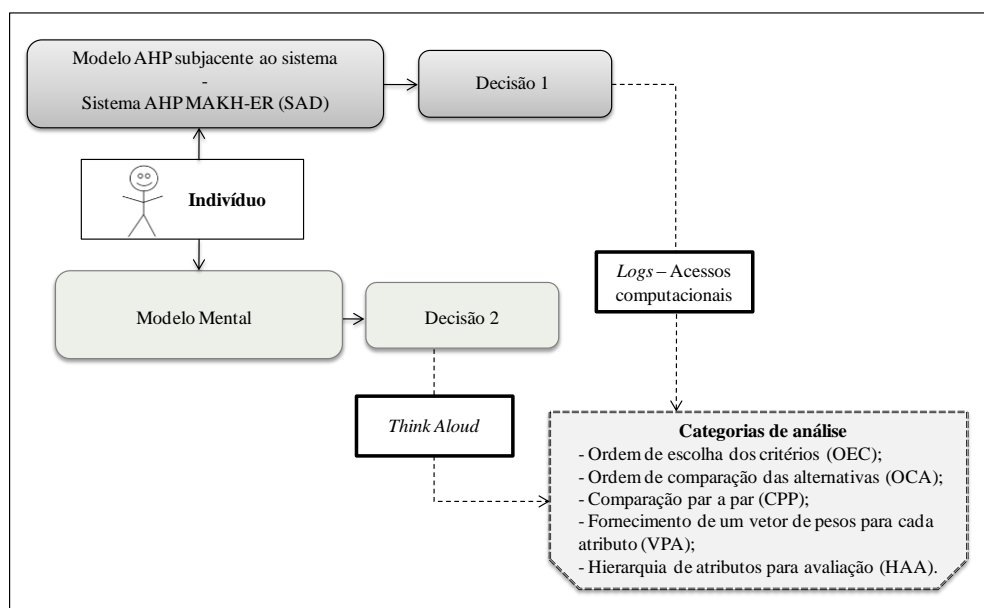 Modelo AHP subjacente ao sistema
-
Sistema AHP MAKH-ER (SAD)
Decisão 1
Indivíduo
Logs – Acessos
computacionais
Modelo Mental
Decisão 2
Think Aloud
Categorias de análise
- Ordem de escolha dos critérios (OEC);
- Ordem de comparação das alternativas (OCA);
- Comparação par a par (CPP);
- Fornecimento de um vetor de pesos para cada
atributo (VPA);
- Hierarquia de atributos para avaliação (HAA).